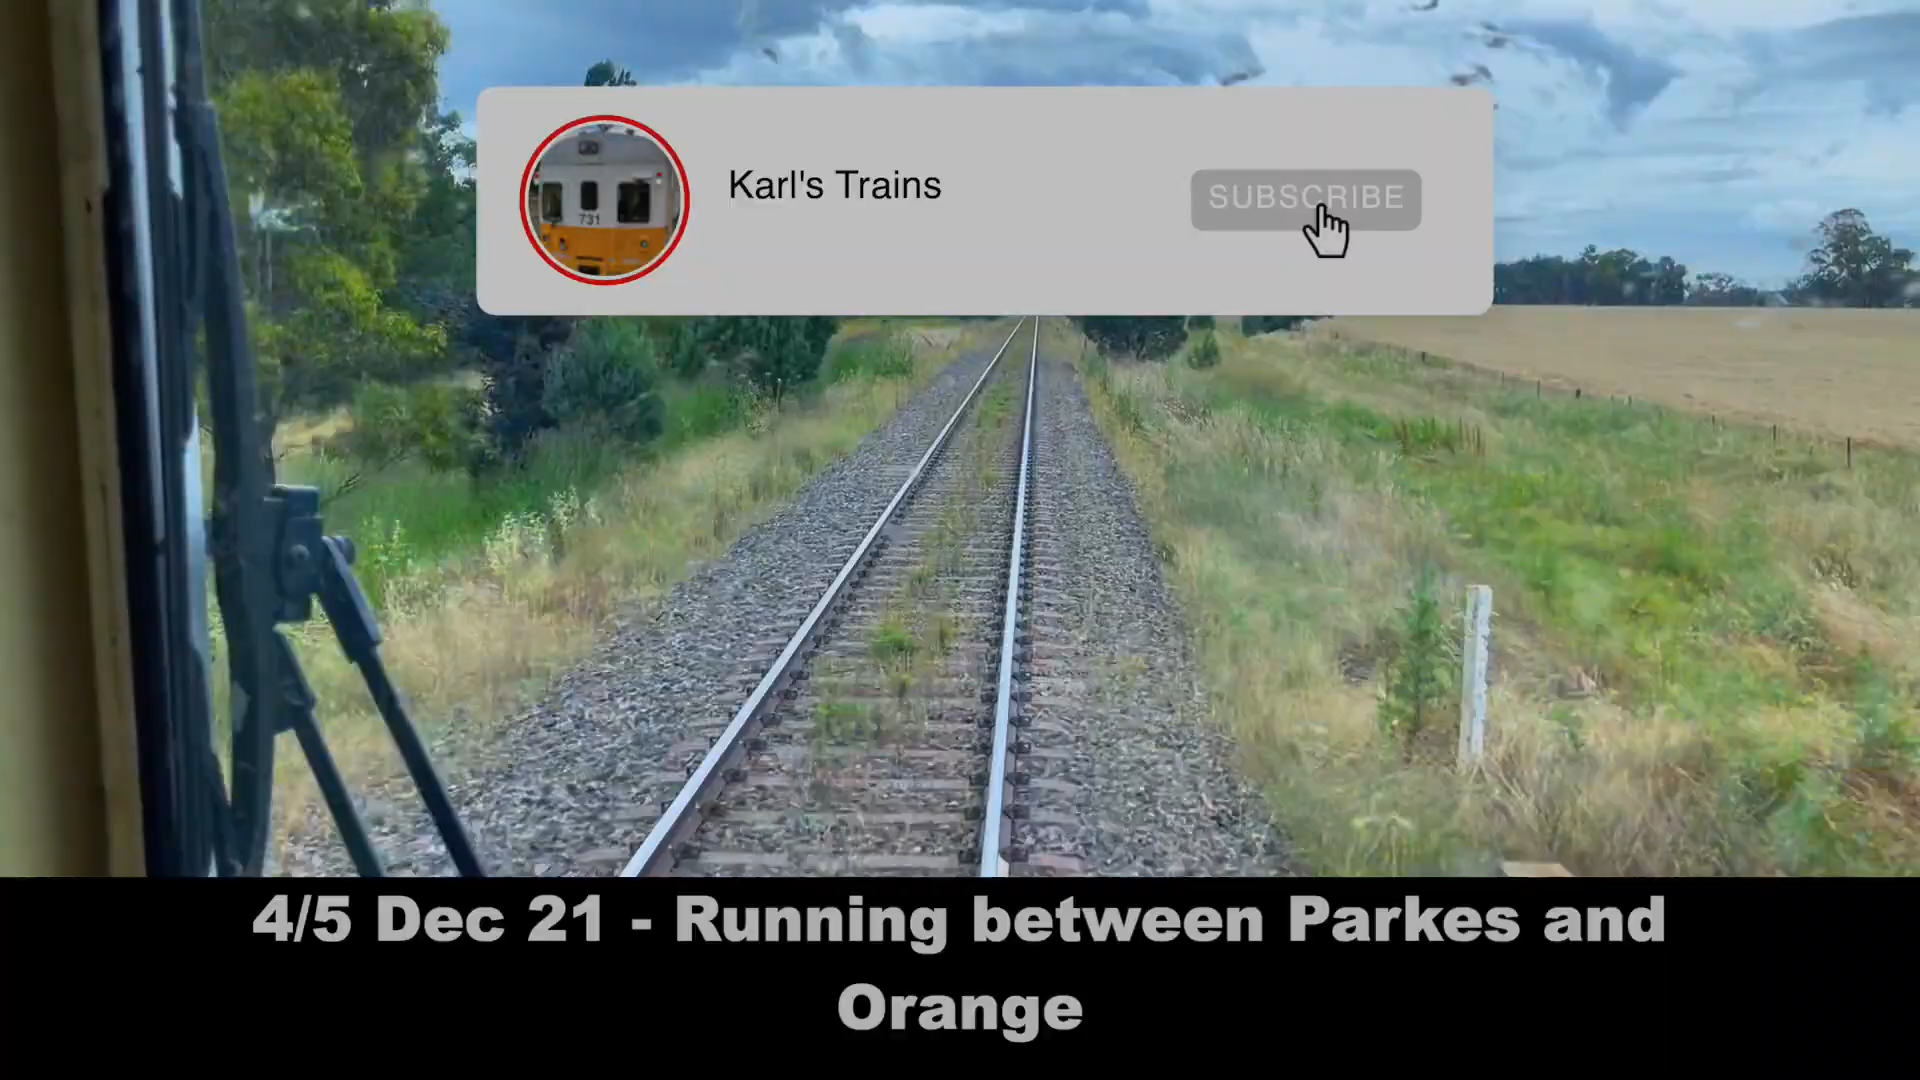 731
Karl's Trains
SUBSCRIBE
4/5 Dec 21 - Running between Parkes and
Orange